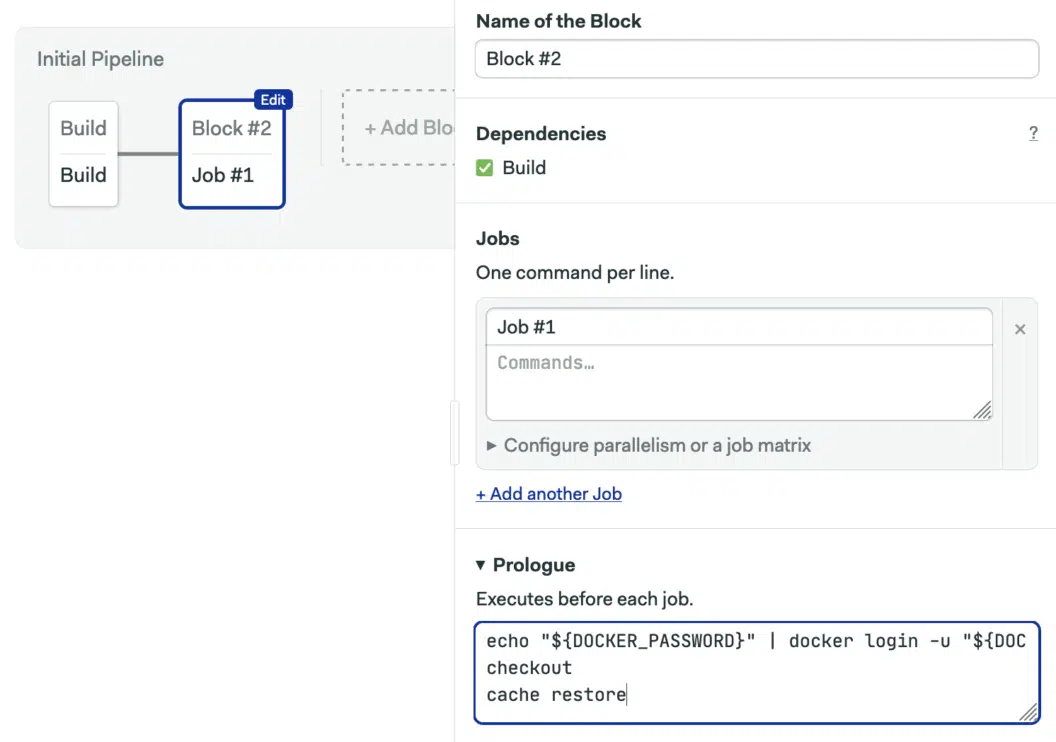 Initial Pipeline
Build
Build
Edit
Block #2
Job #1
+ Add Blo
Name of the Block
Block #2
Dependencies
?
Build
Jobs
One command per line.
Job #1
×
Commands…
▸ Configure parallelism or a job matrix
+ Add another Job
▾ Prologue
Executes before each job.
echo "${DOCKER_PASSWORD}" | docker login -u "${DOC
checkout
cache restore